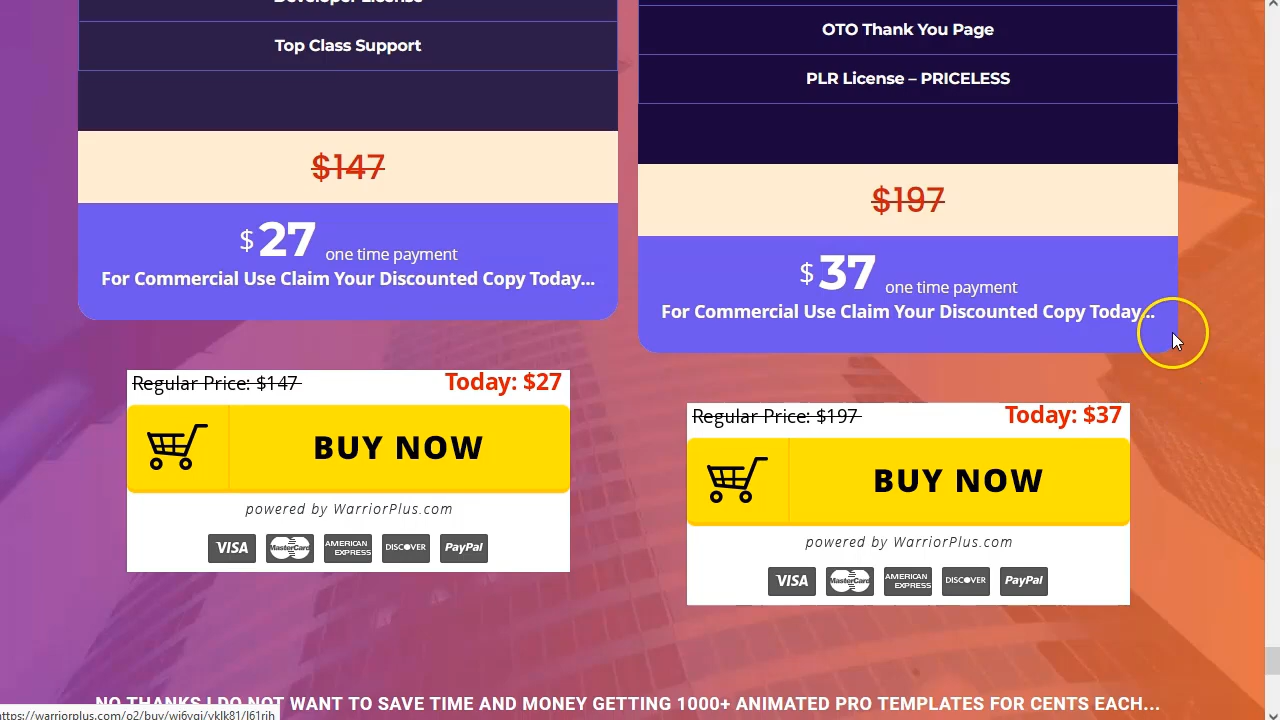 Developer License
Top Class Support
$147
$ 27 one time payment
For Commercial Use Claim Your Discounted Copy Today...
Regular Price: $147
Today: $27
BUY NOW
powered by WarriorPlus.com
VISA MasterCard AMERICAN EXPRESS DISCOVER PayPal
OTO Thank You Page
PLR License – PRICELESS
$197
$ 37 one time payment
For Commercial Use Claim Your Discounted Copy Today...
Regular Price: $197
Today: $37
BUY NOW
powered by WarriorPlus.com
VISA MasterCard AMERICAN EXPRESS DISCOVER PayPal
NO THANKS I DO NOT WANT TO SAVE TIME AND MONEY GETTING 1000+ ANIMATED PRO TEMPLATES FOR CENTS EACH...